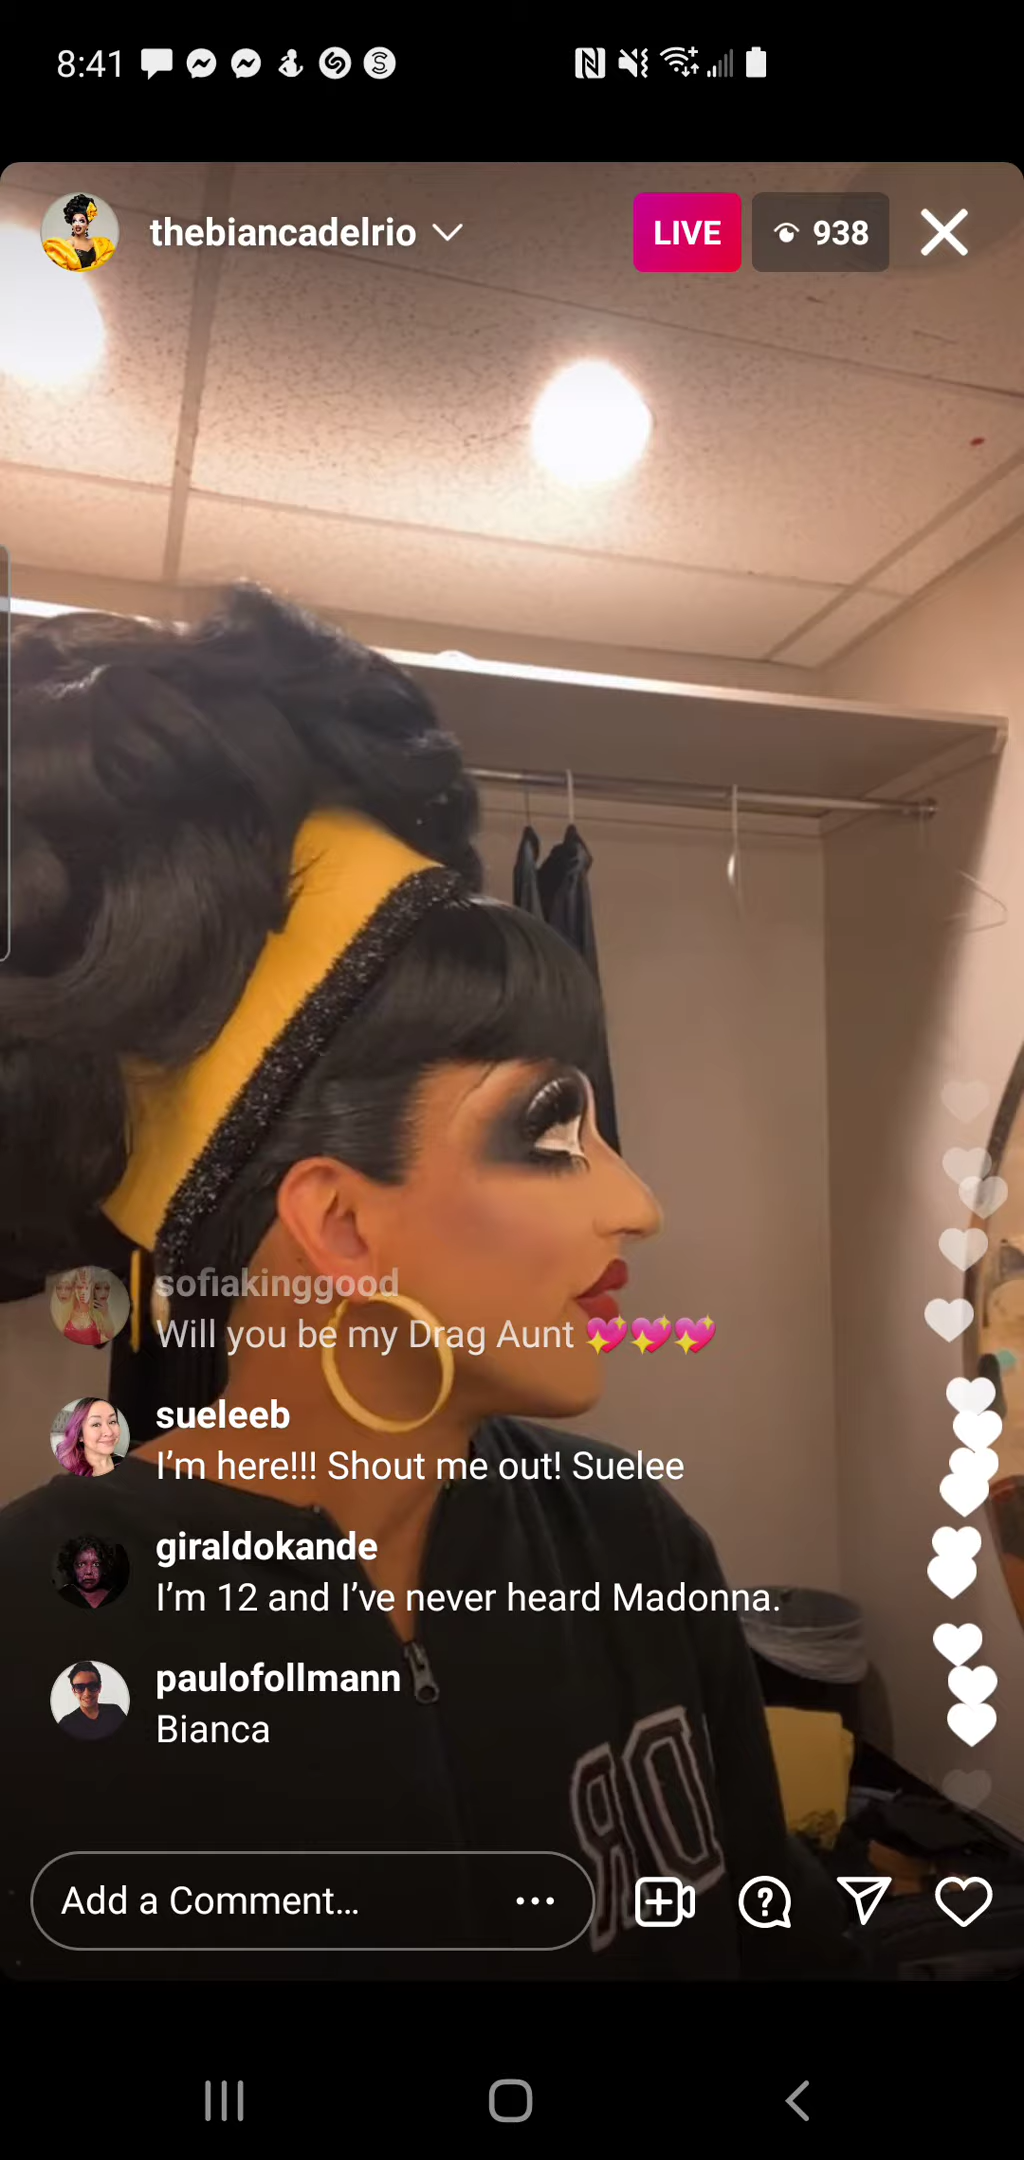 8:41
thebiancadelrio
LIVE
938
sofiakinggood
Will you be my Drag Aunt 💖💖💖
sueleeb
I’m here!!! Shout me out! Suelee
giraldokande
I’m 12 and I’ve never heard Madonna.
paulofollmann
Bianca
Add a Comment…